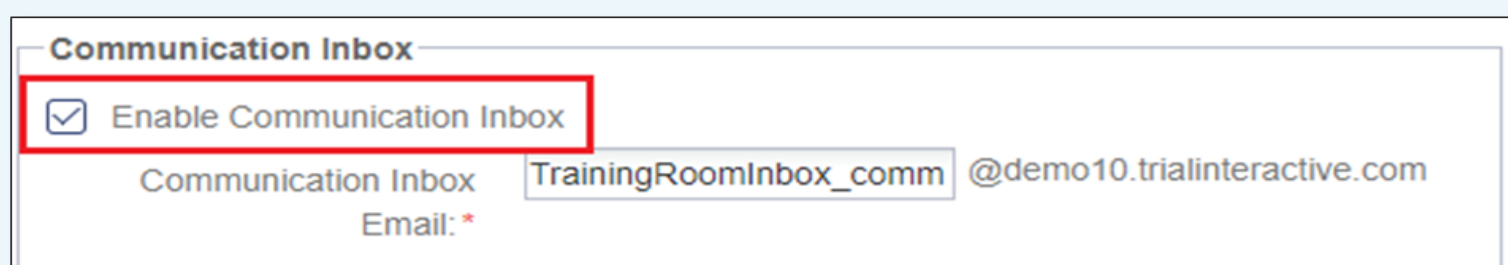 Communication Inbox
Enable Communication Inbox
Communication Inbox TrainingRoomInbox_comm @demo10.trialinteractive.com
Email: *